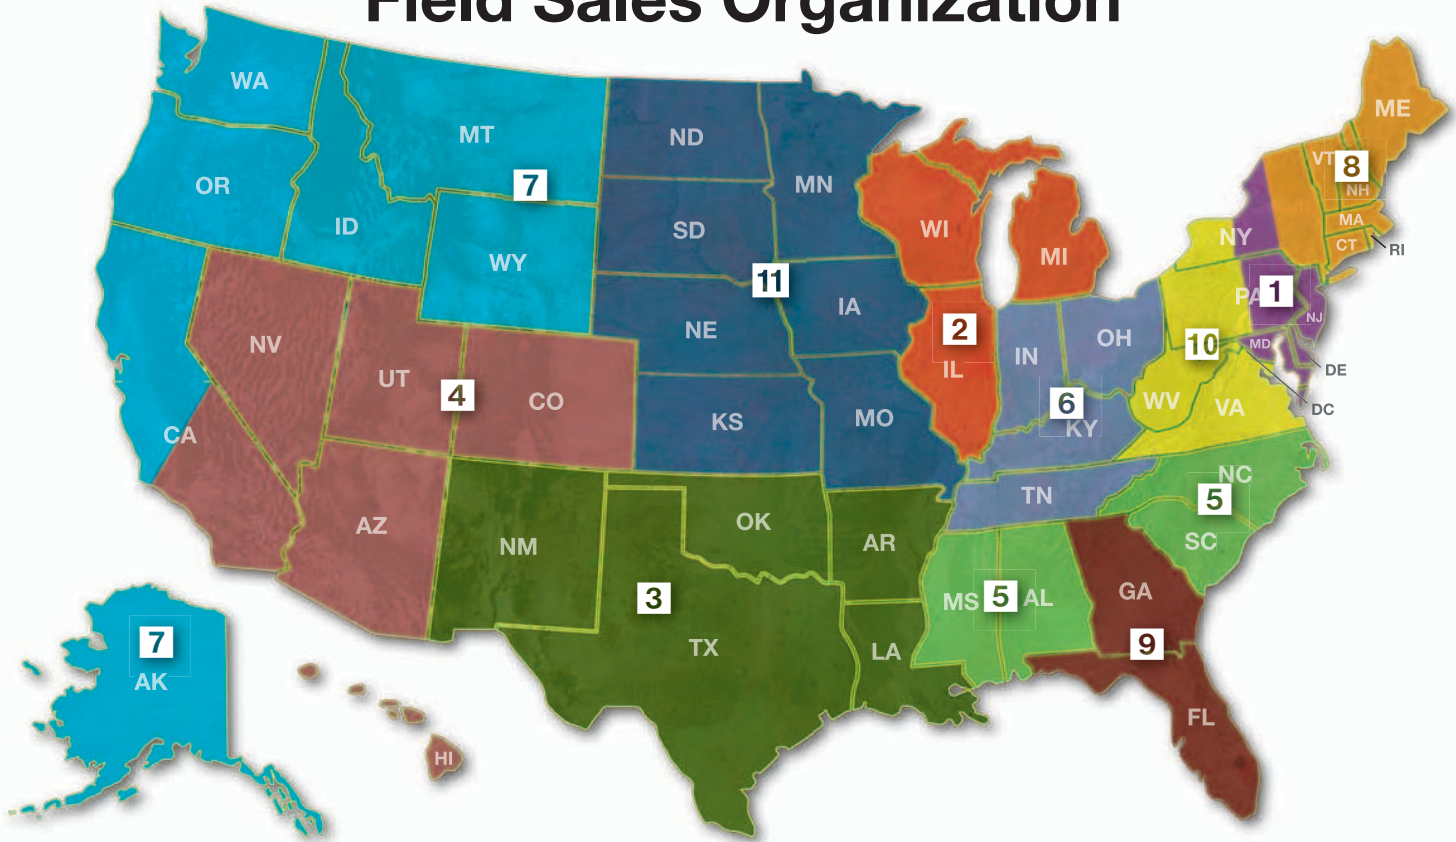 Field Sales Organization
WA
MT
ND
MN
OR
ID
7
WY
SD
11
NE
IA
WI
MI
ME
VT
8
NH
MA
CT
RI
NY
PA
1
NJ
NV
UT
4
CO
KS
MO
2
IL
IN
OH
6
KY
10
WV
VA
MD
DE
DC
CA
AZ
NM
OK
AR
TN
NC
5
SC
3
TX
LA
MS
5
AL
GA
9
FL
7
AK
HI